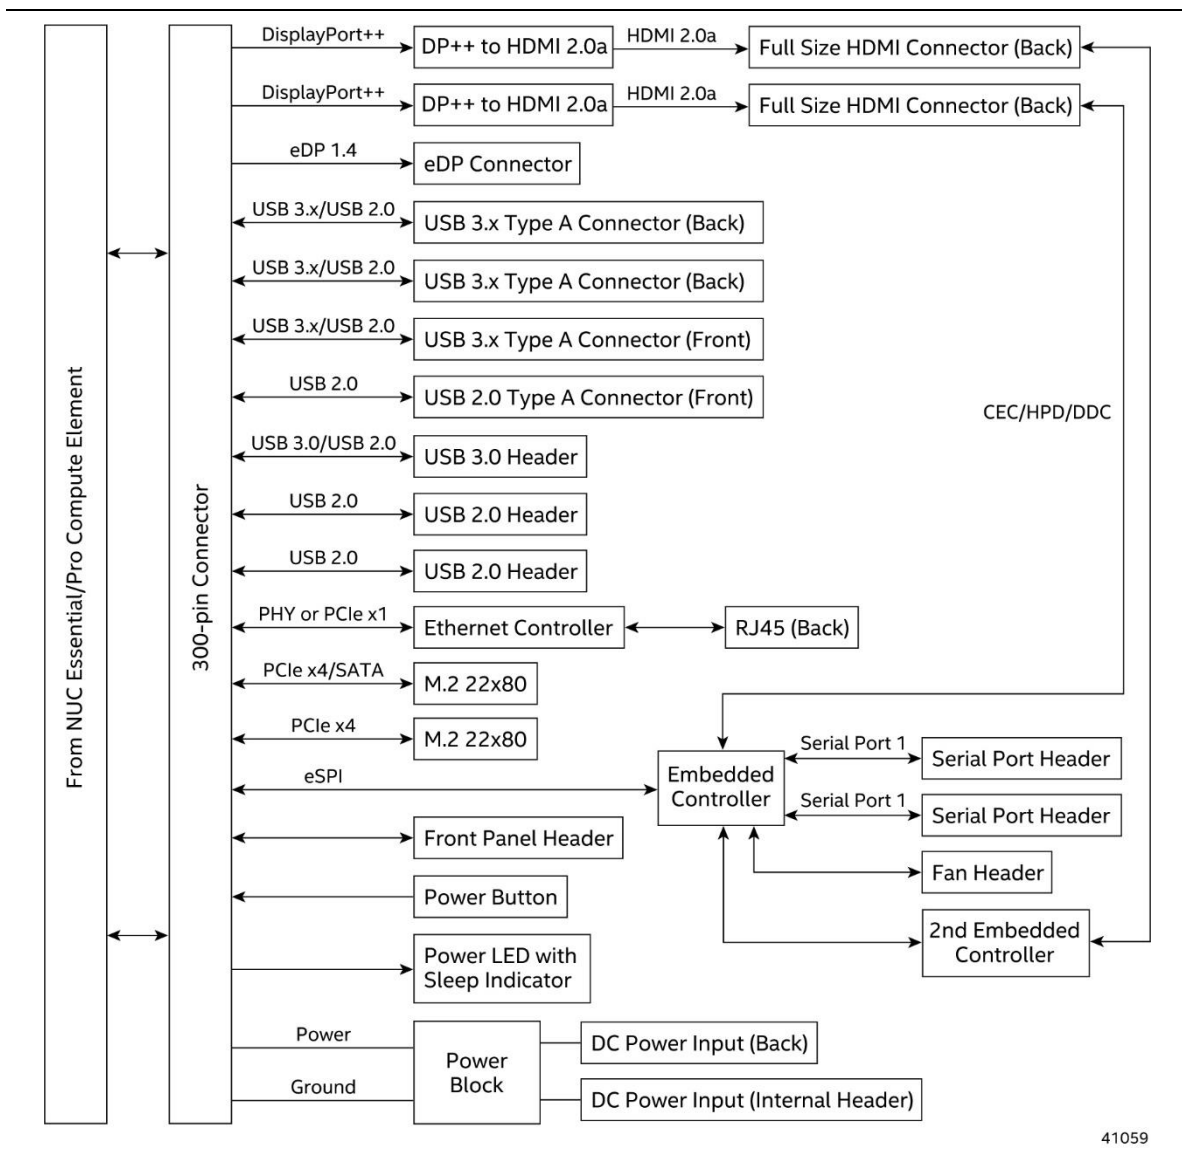 DisplayPort++
DP++ to HDMI 2.0a
HDMI 2.0a
Full Size HDMI Connector (Back)
DisplayPort++
DP++ to HDMI 2.0a
HDMI 2.0a
Full Size HDMI Connector (Back)
eDP 1.4
eDP Connector
USB 3.x/USB 2.0
USB 3.x Type A Connector (Back)
USB 3.x/USB 2.0
USB 3.x Type A Connector (Back)
USB 3.x/USB 2.0
USB 3.x Type A Connector (Front)
USB 2.0
USB 2.0 Type A Connector (Front)
CEC/HPD/DDC
USB 3.0/USB 2.0
USB 3.0 Header
USB 2.0
USB 2.0 Header
USB 2.0
USB 2.0 Header
From NUC Essential/Pro Compute Element
300-pin Connector
PHY or PCIe x1
Ethernet Controller
RJ45 (Back)
PCIe x4/SATA
M.2 22x80
PCIe x4
M.2 22x80
eSPI
Embedded
Controller
Serial Port 1
Serial Port Header
Serial Port 1
Serial Port Header
Front Panel Header
Fan Header
Power Button
2nd Embedded
Controller
Power LED with
Sleep Indicator
Power
Ground
Power
Block
DC Power Input (Back)
DC Power Input (Internal Header)
41059